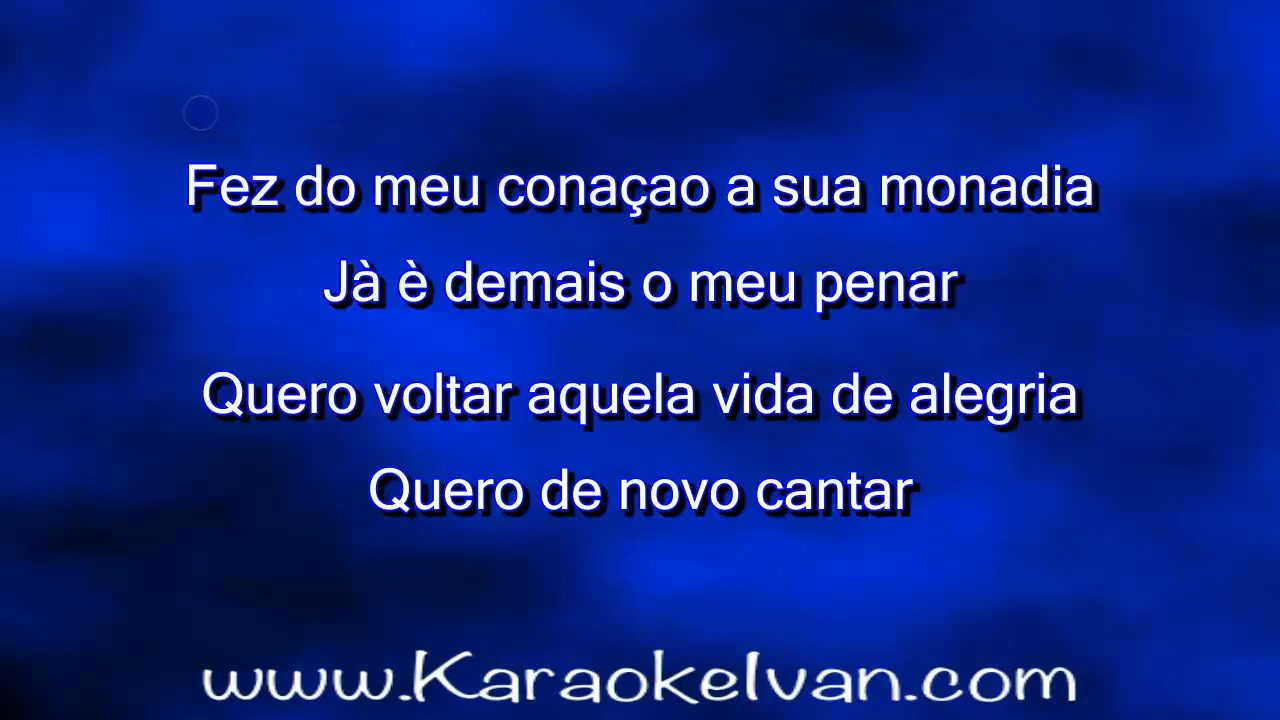 Fez do meu conaçao a sua monadia
Jà è demais o meu penar
Quero voltar aquela vida de alegria
Quero de novo cantar
www.KaraokeIvan.com